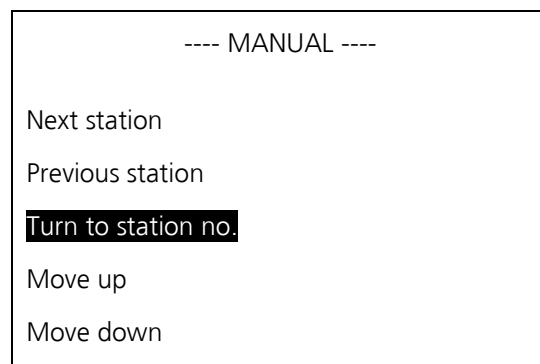 ---- MANUAL ----
Next station
Previous station
Turn to station no.
Move up
Move down